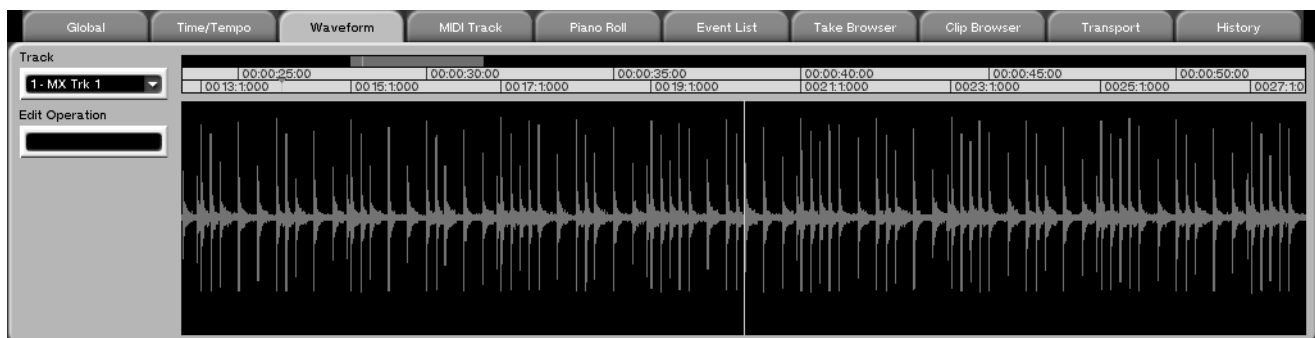 Global Time/Tempo Waveform MIDI Track Piano Roll Event List Take Browser Clip Browser Transport History
Track
1 - MX Trk 1
Edit Operation
00:00:25:00 00:00:30:00 00:00:35:00 00:00:40:00 00:00:45:00 00:00:50:00
0013:1:000 0015:1:000 0017:1:000 0019:1:000 0021:1:000 0023:1:000 0025:1:000 0027:1:0